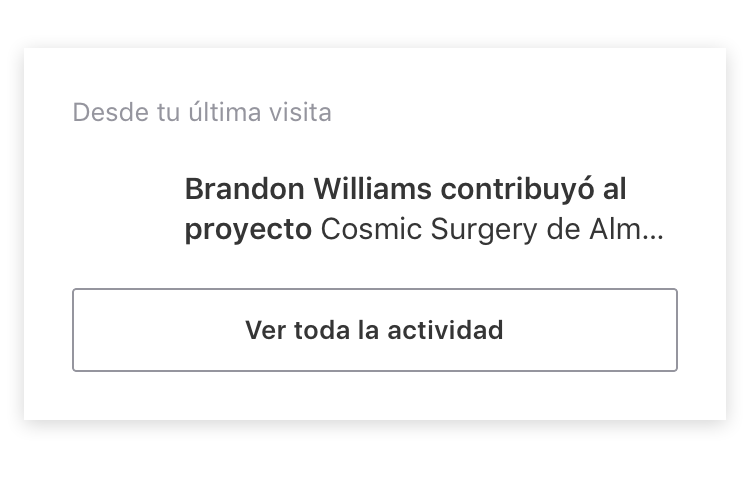 Desde tu última visita
Brandon Williams contribuyó al
proyecto Cosmic Surgery de Alm...
Ver toda la actividad